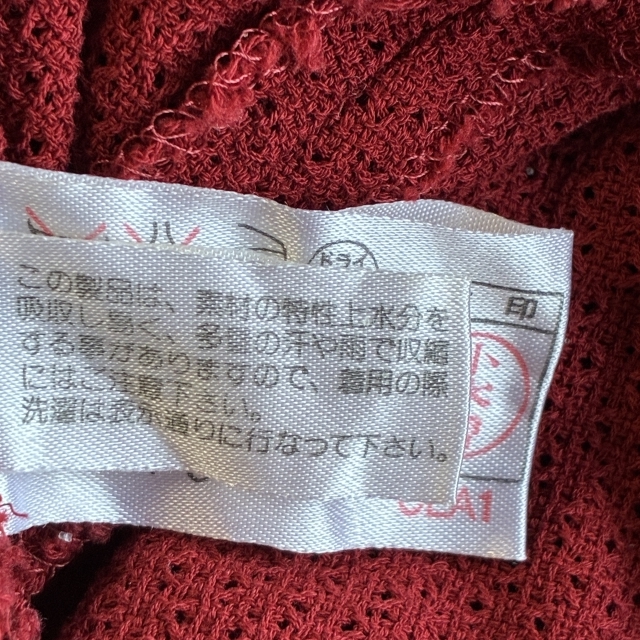 ドライ
印
この製品は、素材の特性上水分を
吸収し易く、多量の汗や雨で収縮
する事がありますので、着用の際
にはご注意下さい。
洗濯は表示通りに行なって下さい。